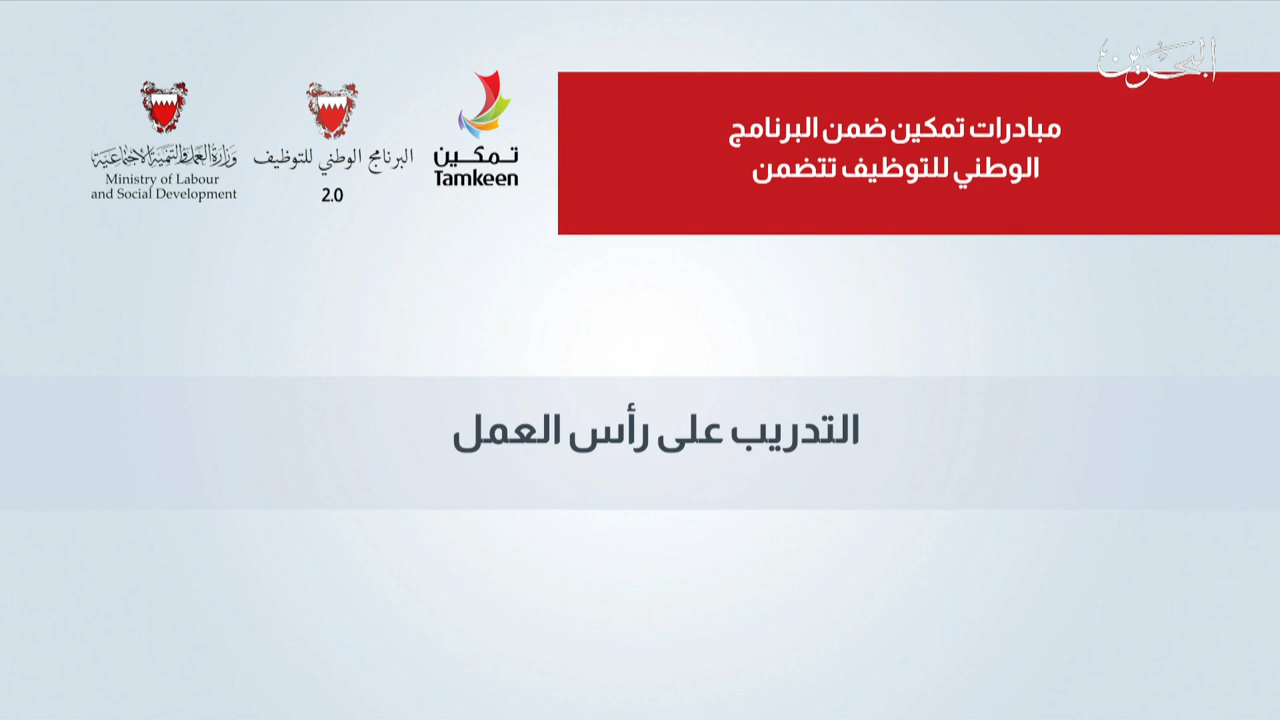 البحرين
مبادرات تمكين ضمن البرنامج
الوطني للتوظيف تتضمن
تمكين
Tamkeen
البرنامج الوطني للتوظيف
2.0
وزارة العمل والتنمية الاجتماعية
Ministry of Labour
and Social Development
التدريب على رأس العمل